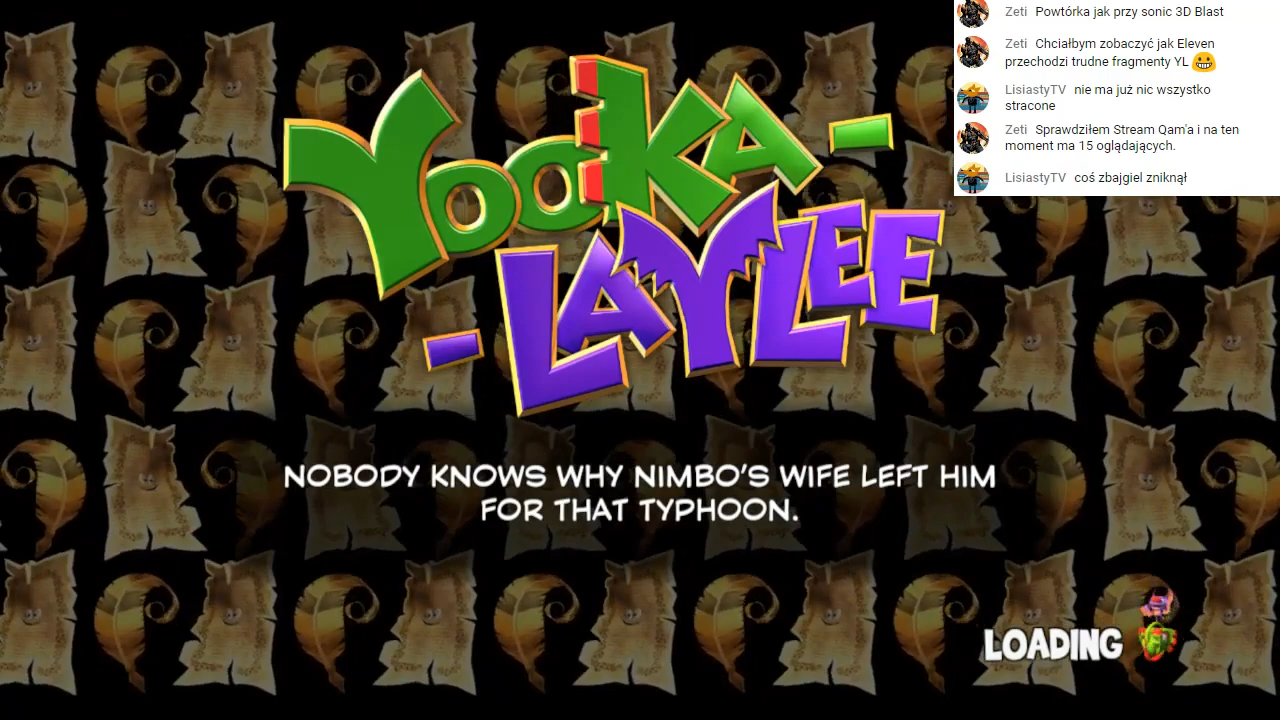 Zeti Powtórka jak przy sonic 3D Blast
Zeti Chciałbym zobaczyć jak Eleven
przechodzi trudne fragmenty YL 😀
LisiastyTV nie ma już nic wszystko
stracone
Zeti Sprawdziłem Stream Qam'a i na ten
moment ma 15 oglądających.
LisiastyTV coś zbajgiel zniknął
YOOKA-
-LAYLEE
NOBODY KNOWS WHY NIMBO'S WIFE LEFT HIM
FOR THAT TYPHOON.
LOADING